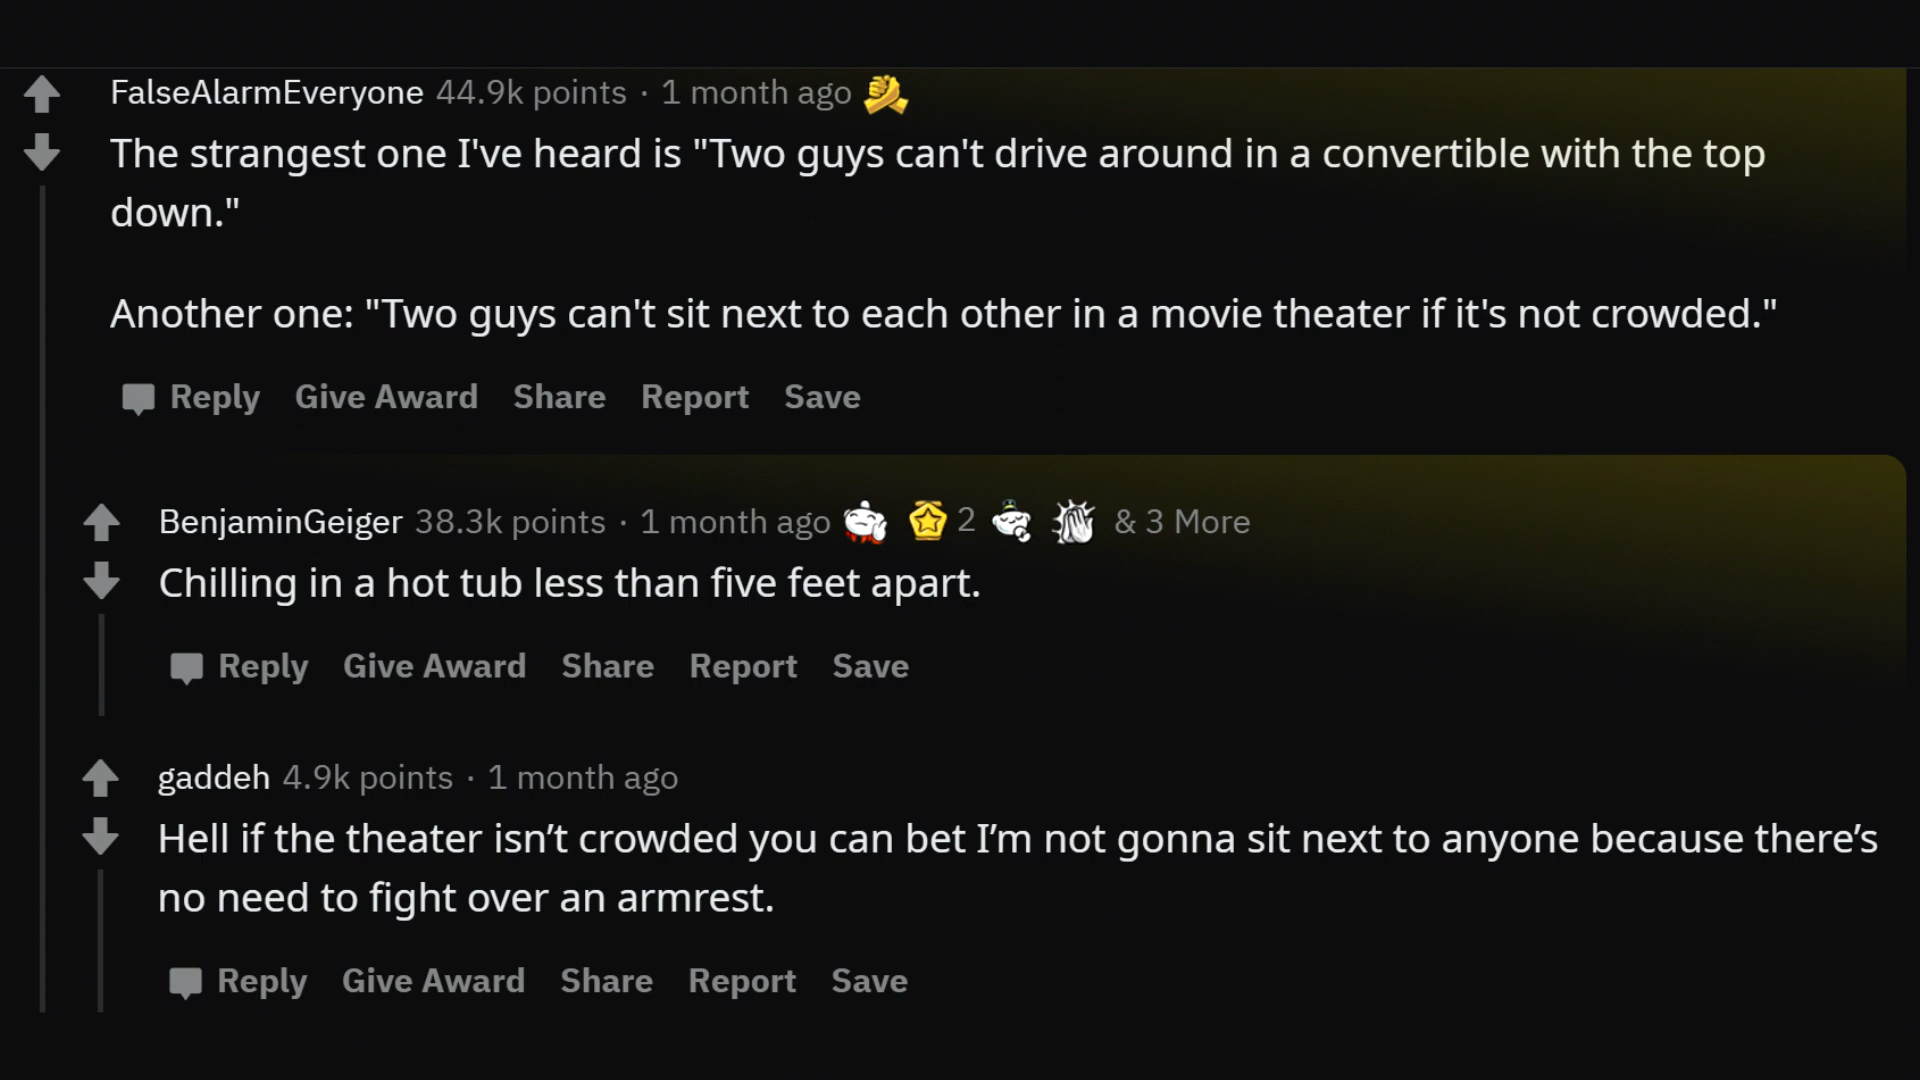 FalseAlarmEveryone 44.9k points · 1 month ago
The strangest one I've heard is "Two guys can't drive around in a convertible with the top
down."
Another one: "Two guys can't sit next to each other in a movie theater if it's not crowded."
Reply Give Award Share Report Save
BenjaminGeiger 38.3k points · 1 month ago 2 & 3 More
Chilling in a hot tub less than five feet apart.
Reply Give Award Share Report Save
gaddeh 4.9k points · 1 month ago
Hell if the theater isn’t crowded you can bet I’m not gonna sit next to anyone because there’s
no need to fight over an armrest.
Reply Give Award Share Report Save